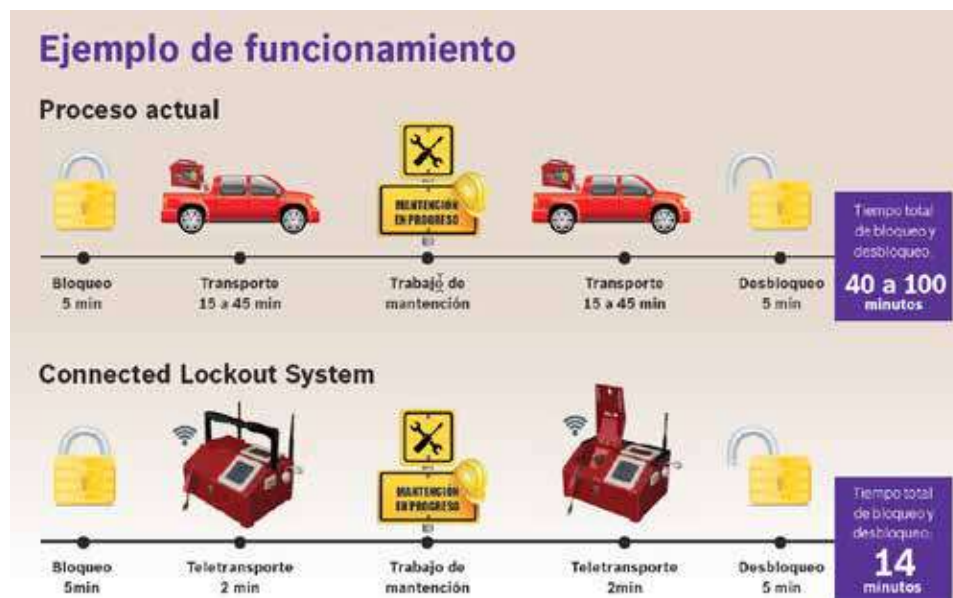 Ejemplo de funcionamiento
Proceso actual
MANTENCIÓN
EN PROGRESO
Bloqueo
5 min
Transporte
15 a 45 min
Trabajo de
mantención
Transporte
15 a 45 min
Desbloqueo
5 min
Tiempo total
de bloqueo y
desbloqueo:
40 a 100
minutos
Connected Lockout System
MANTENCIÓN
EN PROGRESO
Bloqueo
5min
Teletransporte
2 min
Trabajo de
mantención
Teletransporte
2min
Desbloqueo
5 min
Tiempo total
de bloqueo y
desbloqueo:
14
minutos